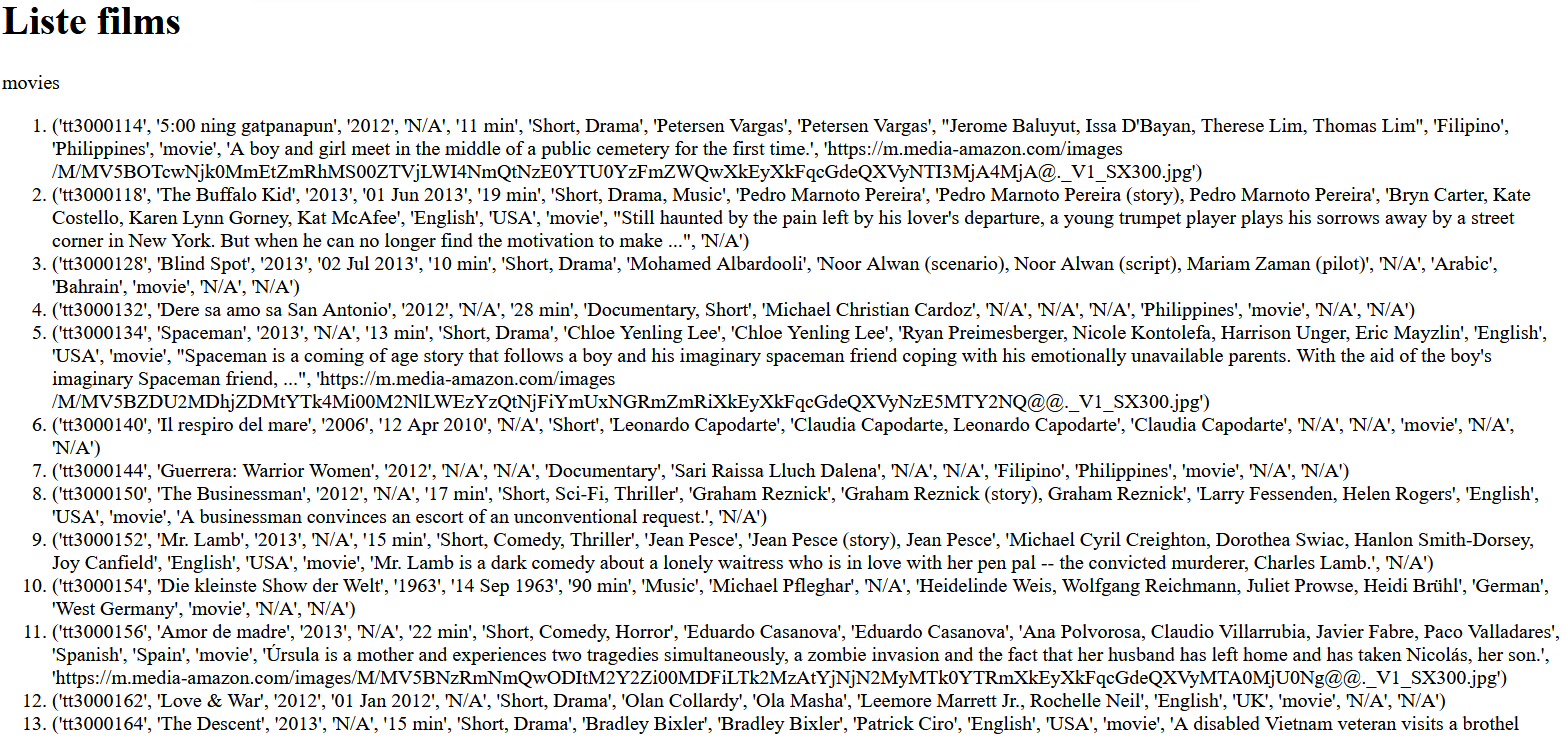 Liste films
movies
1. ('tt3000114', '5:00 ning gatpanapun', '2012', 'N/A', '11 min', 'Short, Drama', 'Petersen Vargas', 'Petersen Vargas', "Jerome Baluyut, Issa D'Bayan, Therese Lim, Thomas Lim", 'Filipino',
'Philippines', 'movie', 'A boy and girl meet in the middle of a public cemetery for the first time.', 'https://m.media-amazon.com/images
/M/MV5BOTcwNjk0MmEtZmRhMS00ZTVjLWI4NmQtNzE0YTU0YzFmZWQwXkEyXkFqcGdeQXVyNTI3MjA4MjA@._V1_SX300.jpg')
2. ('tt3000118', 'The Buffalo Kid', '2013', '01 Jun 2013', '19 min', 'Short, Drama, Music', 'Pedro Marnoto Pereira', 'Pedro Marnoto Pereira (story), Pedro Marnoto Pereira', 'Bryn Carter, Kate
Costello, Karen Lynn Gorney, Kat McAfee', 'English', 'USA', 'movie', "Still haunted by the pain left by his lover's departure, a young trumpet player plays his sorrows away by a street
corner in New York. But when he can no longer find the motivation to make ...", 'N/A')
3. ('tt3000128', 'Blind Spot', '2013', '02 Jul 2013', '10 min', 'Short, Drama', 'Mohamed Albardooli', 'Noor Alwan (scenario), Noor Alwan (script), Mariam Zaman (pilot)', 'N/A', 'Arabic',
'Bahrain', 'movie', 'N/A', 'N/A')
4. ('tt3000132', 'Dere sa amo sa San Antonio', '2012', 'N/A', '28 min', 'Documentary, Short', 'Michael Christian Cardoz', 'N/A', 'N/A', 'N/A', 'Philippines', 'movie', 'N/A', 'N/A')
5. ('tt3000134', 'Spaceman', '2013', 'N/A', '13 min', 'Short, Drama', 'Chloe Yenling Lee', 'Chloe Yenling Lee', 'Ryan Preimesberger, Nicole Kontolefa, Harrison Unger, Eric Mayzlin', 'English',
'USA', 'movie', "Spaceman is a coming of age story that follows a boy and his imaginary spaceman friend coping with his emotionally unavailable parents. With the aid of the boy's
imaginary Spaceman friend, ...", 'https://m.media-amazon.com/images
/M/MV5BZDU2MDhjZDMtYTk4Mi00M2NlLWEzYzQtNjFiYmUxNGRmZmRiXkEyXkFqcGdeQXVyNzE5MTY2NQ@@._V1_SX300.jpg')
6. ('tt3000140', 'Il respiro del mare', '2006', '12 Apr 2010', 'N/A', 'Short', 'Leonardo Capodarte', 'Claudia Capodarte, Leonardo Capodarte', 'Claudia Capodarte', 'N/A', 'N/A', 'movie', 'N/A',
'N/A')
7. ('tt3000144', 'Guerrera: Warrior Women', '2012', 'N/A', 'N/A', 'Documentary', 'Sari Raissa Lluch Dalena', 'N/A', 'N/A', 'Filipino', 'Philippines', 'movie', 'N/A', 'N/A')
8. ('tt3000150', 'The Businessman', '2012', 'N/A', '17 min', 'Short, Sci-Fi, Thriller', 'Graham Reznick', 'Graham Reznick (story), Graham Reznick', 'Larry Fessenden, Helen Rogers', 'English',
'USA', 'movie', 'A businessman convinces an escort of an unconventional request.', 'N/A')
9. ('tt3000152', 'Mr. Lamb', '2013', 'N/A', '15 min', 'Short, Comedy, Thriller', 'Jean Pesce', 'Jean Pesce (story), Jean Pesce', 'Michael Cyril Creighton, Dorothea Swiac, Hanlon Smith-Dorsey,
Joy Canfield', 'English', 'USA', 'movie', 'Mr. Lamb is a dark comedy about a lonely waitress who is in love with her pen pal -- the convicted murderer, Charles Lamb.', 'N/A')
10. ('tt3000154', 'Die kleinste Show der Welt', '1963', '14 Sep 1963', '90 min', 'Music', 'Michael Pfleghar', 'N/A', 'Heidelinde Weis, Wolfgang Reichmann, Juliet Prowse, Heidi Brühl', 'German',
'West Germany', 'movie', 'N/A', 'N/A')
11. ('tt3000156', 'Amor de madre', '2013', 'N/A', '22 min', 'Short, Comedy, Horror', 'Eduardo Casanova', 'Eduardo Casanova', 'Ana Polvorosa, Claudio Villarrubia, Javier Fabre, Paco Valladares',
'Spanish', 'Spain', 'movie', 'Úrsula is a mother and experiences two tragedies simultaneously, a zombie invasion and the fact that her husband has left home and has taken Nicolás, her son.',
'https://m.media-amazon.com/images/M/MV5BNzRmNmQwODItM2Y2Zi00MDFiLTk2MzAtYjNjN2MyMTk0YTRmXkEyXkFqcGdeQXVyMTA0MjU0Ng@@._V1_SX300.jpg')
12. ('tt3000162', 'Love & War', '2012', '01 Jan 2012', 'N/A', 'Short, Drama', 'Olan Collardy', 'Ola Masha', 'Leemore Marrett Jr., Rochelle Neil', 'English', 'UK', 'movie', 'N/A', 'N/A')
13. ('tt3000164', 'The Descent', '2013', 'N/A', '15 min', 'Short, Drama', 'Bradley Bixler', 'Bradley Bixler', 'Patrick Ciro', 'English', 'USA', 'movie', 'A disabled Vietnam veteran visits a brothel